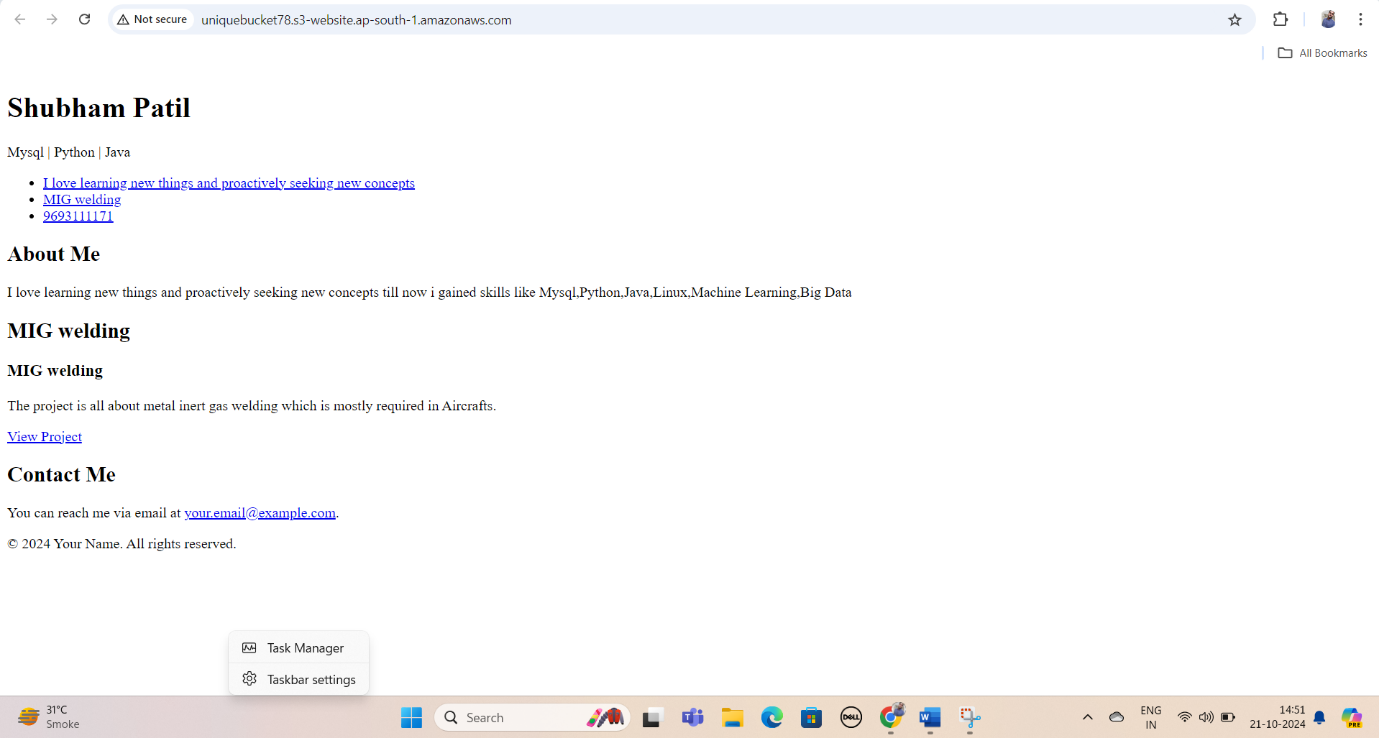 Not secure
uniquebucket78.s3-website.ap-south-1.amazonaws.com
All Bookmarks
Shubham Patil
Mysql | Python | Java
I love learning new things and proactively seeking new concepts
MIG welding
9693111171
About Me
I love learning new things and proactively seeking new concepts till now i gained skills like Mysql,Python,Java,Linux,Machine Learning,Big Data
MIG welding
MIG welding
The project is all about metal inert gas welding which is mostly required in Aircrafts.
View Project
Contact Me
You can reach me via email at your.email@example.com.
© 2024 Your Name. All rights reserved.
Task Manager
Taskbar settings
31°C
Smoke
Search
DELL
W
ENG
IN
14:51
21-10-2024
PRE